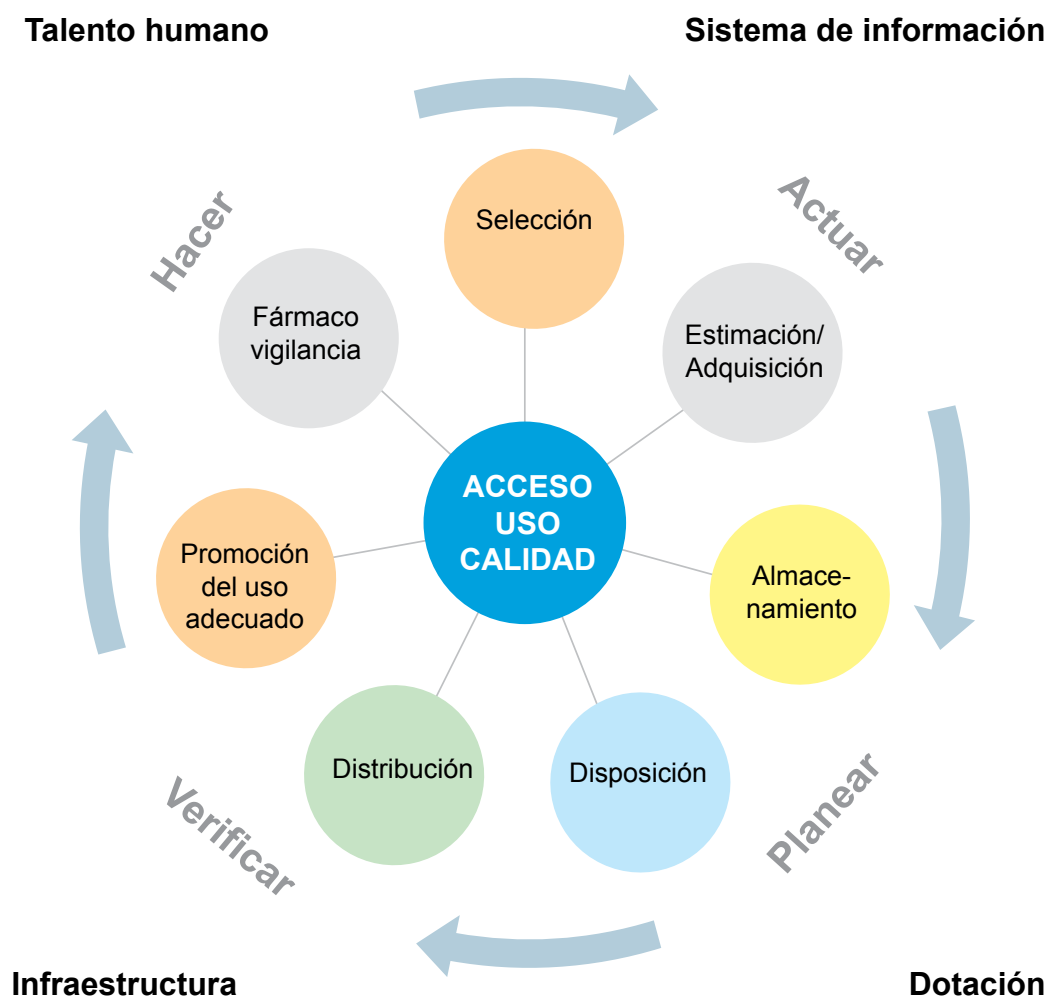 Talento humano
Sistema de información
Hacer
Actuar
Selección
Fármaco
vigilancia
Estimación/
Adquisición
ACCESO
USO
CALIDAD
Promoción
del uso
adecuado
Almace-
namiento
Distribución
Disposición
Verificar
Planear
Infraestructura
Dotación